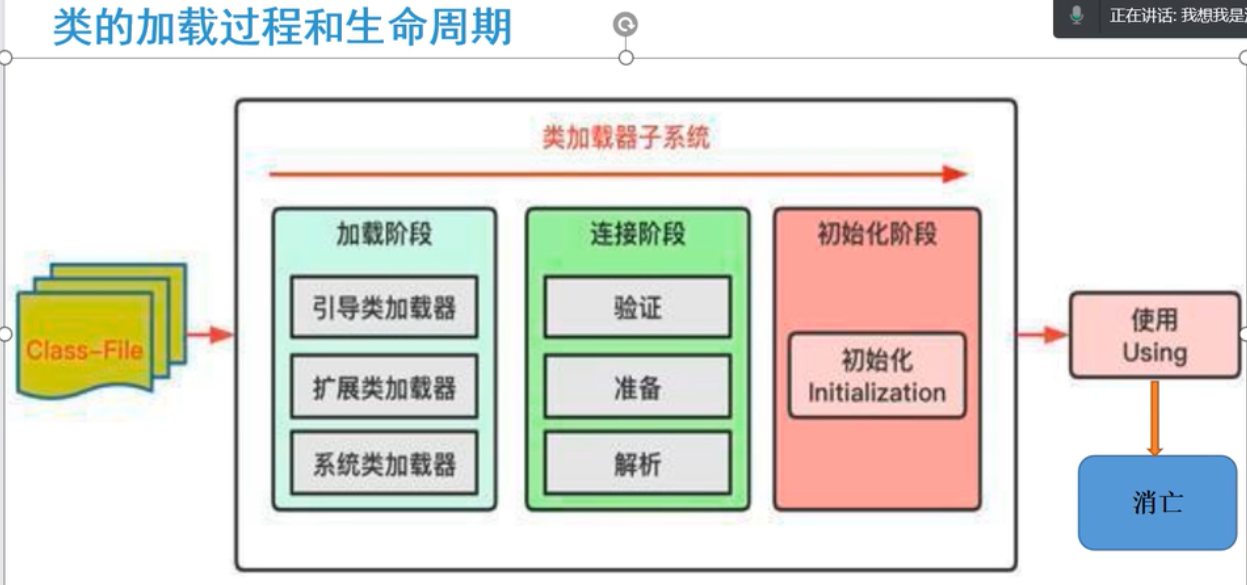 类的加载过程和生命周期
正在讲话: 我想我是
类加载器子系统
加载阶段
引导类加载器
扩展类加载器
系统类加载器
连接阶段
验证
准备
解析
初始化阶段
初始化
Initialization
Class-File
使用
Using
消亡